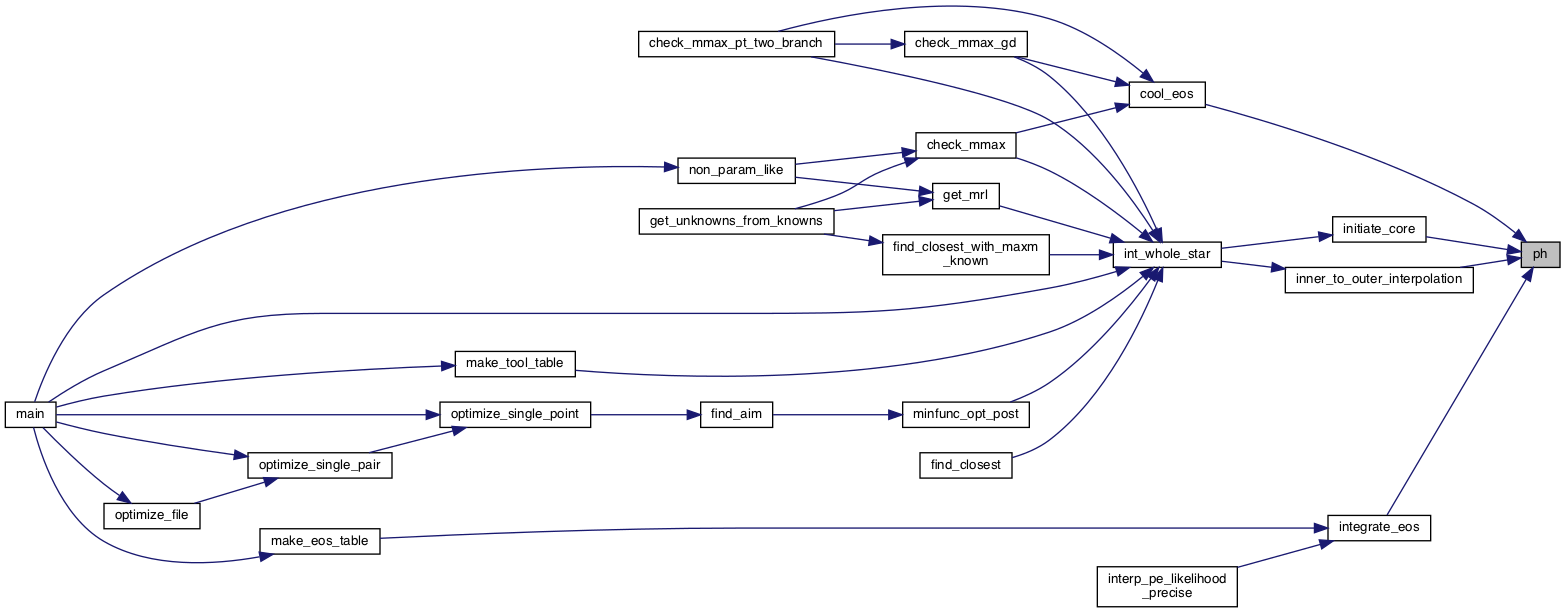 check_mmax_pt_two_branch
check_mmax_gd
cool_eos
check_mmax
non_param_like
get_mrl
get_unknowns_from_knowns
initiate_core
find_closest_with_maxm
_known
int_whole_star
ph
inner_to_outer_interpolation
make_tool_table
main
optimize_single_point
find_aim
minfunc_opt_post
optimize_single_pair
find_closest
optimize_file
integrate_eos
make_eos_table
interp_pe_likelihood
_precise